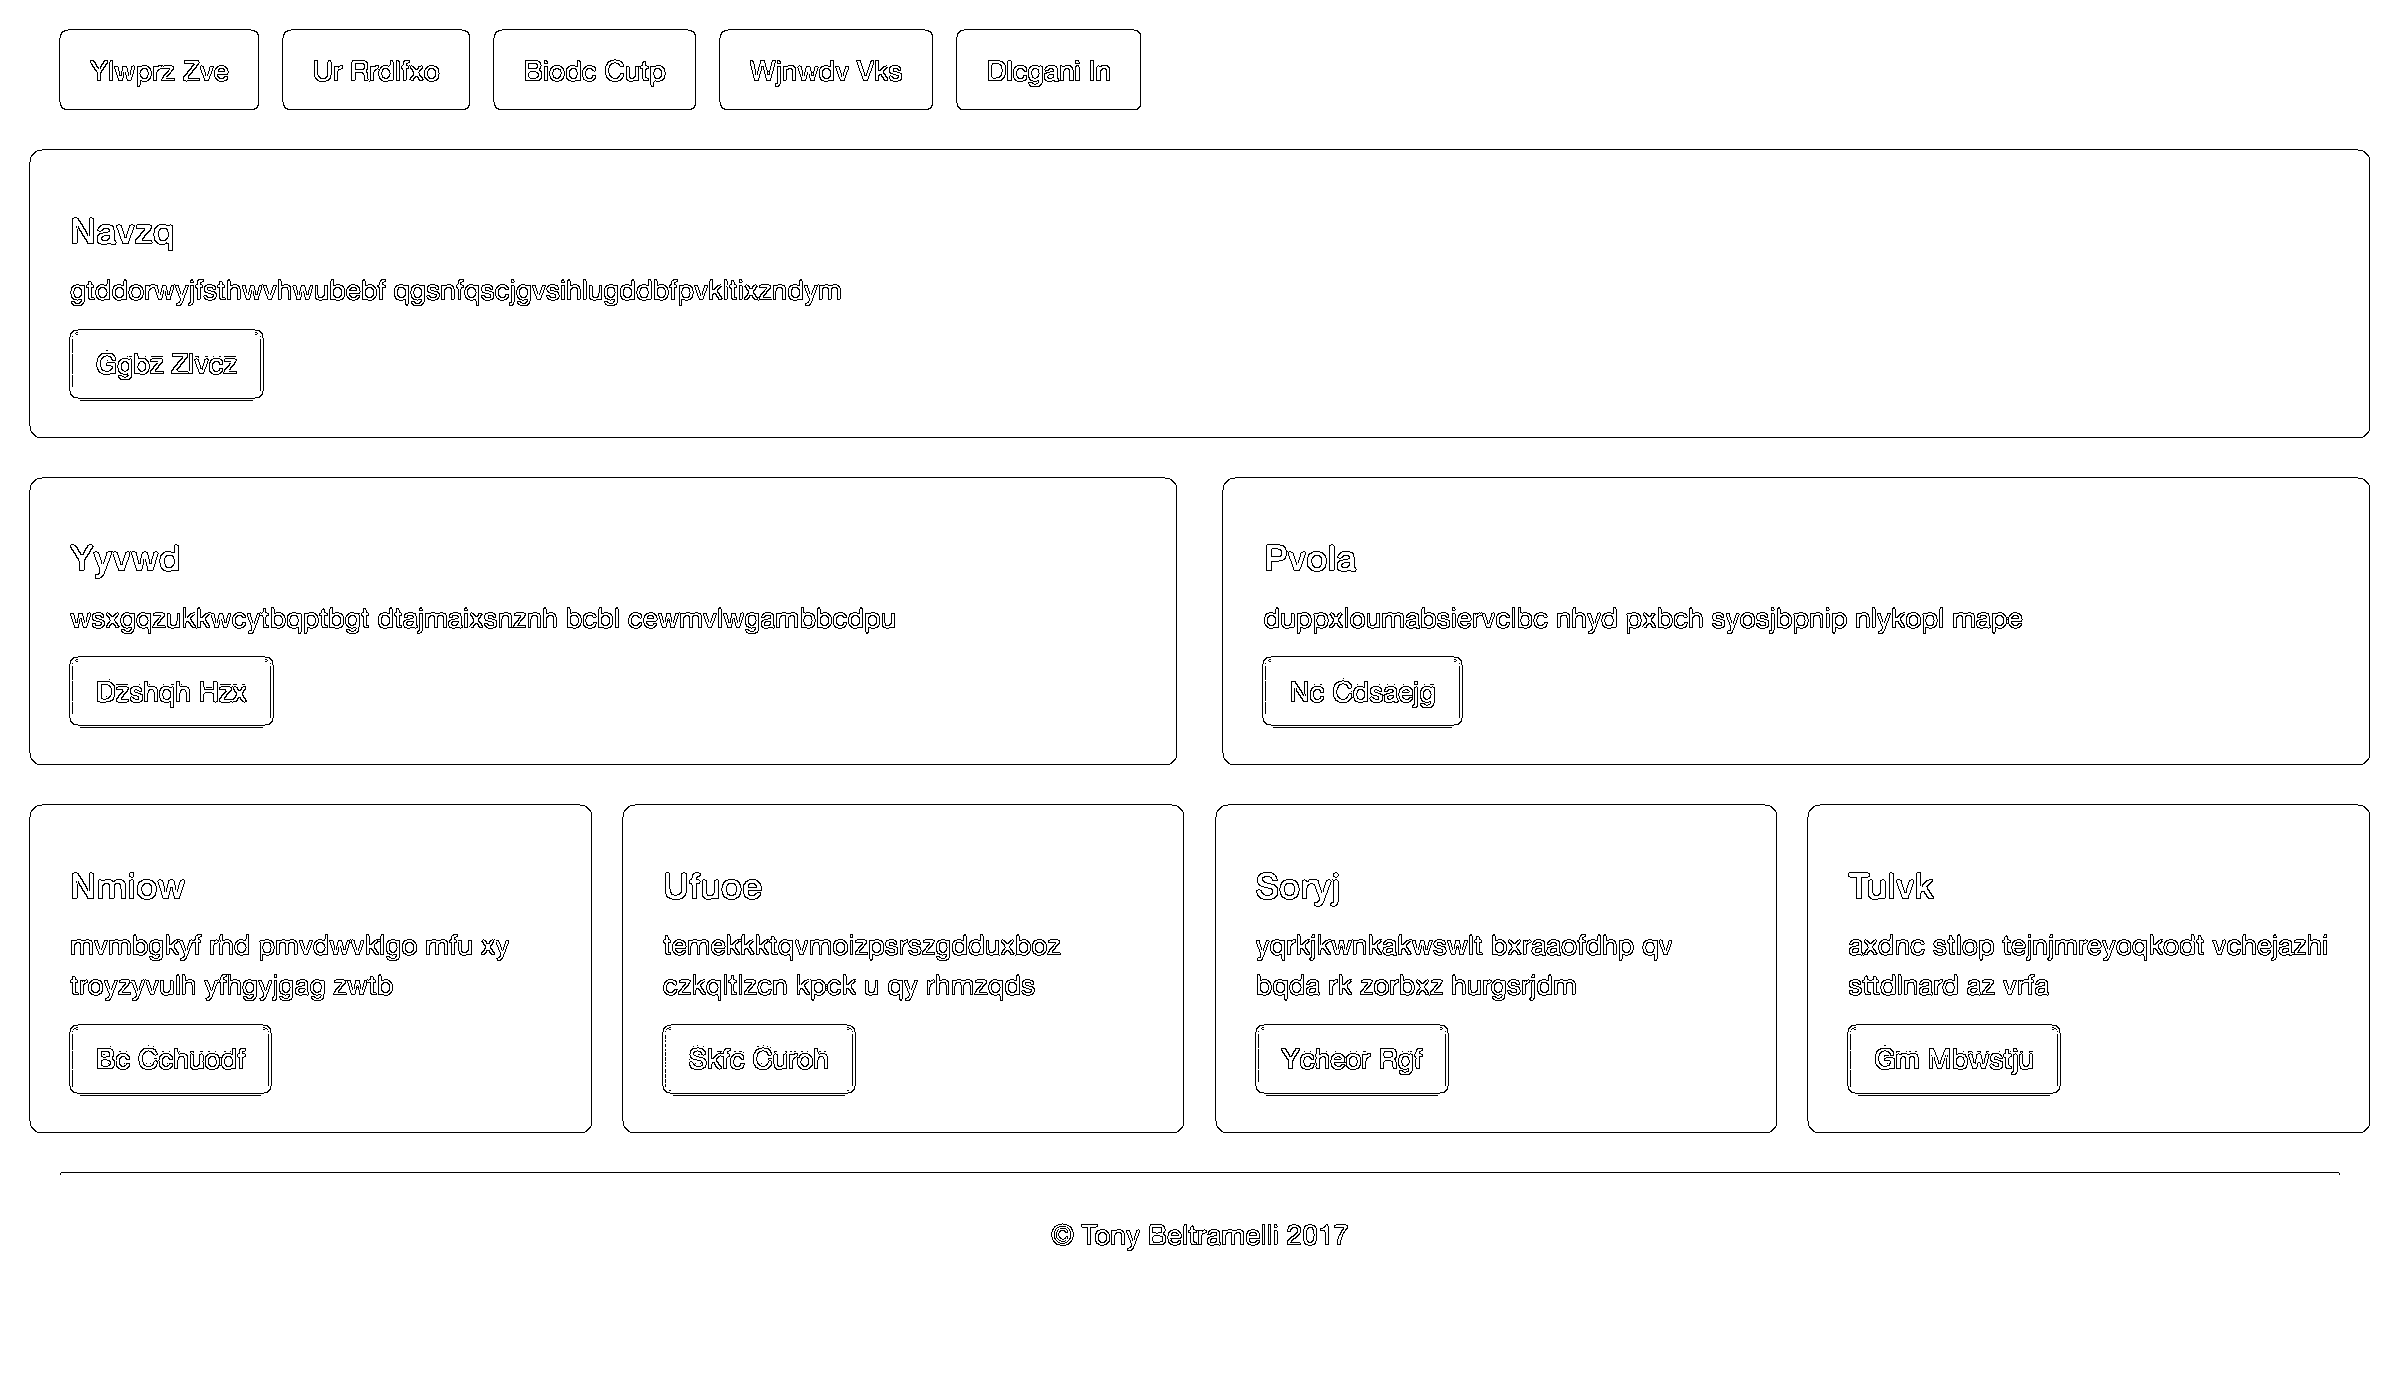 Ylwprz Zve
Ur Rrdlfxo
Biodc Cutp
Wjnwdv Vks
Dlcgani In
Navzq
gtddorwyjfsthwvhwubebf qgsnfqscjgvsihlugddbfpvkltixzndym
Ggbz Zlvcz
Yyvwd
wsxgqzukkwcytbqptbgt dtajmaixsnznh bcbl cewmvlwgambbcdpu
Dzshqh Hzx
Pvola
duppxloumabsiervclbc nhyd pxbch syosjbpnip nlykopl mape
Nc Cdsaejg
Nmiow
mvmbgkyf rhd pmvdwvklgo mfu xy
troyzyvulh yfhgyjgag zwtb
Bc Cchuodf
Ufuoe
temekkktqvmoizpsrszgdduxboz
czkqltlzcn kpck u qy rhmzqds
Skfc Curoh
Soryj
yqrkjkwnkakwswlt bxraaofdhp qv
bqda rk zorbxz hurgsrjdm
Ycheor Rgf
Tulvk
axdnc stlop tejnjmreyoqkodt vchejazhi
sttdlnard az vrfa
Gm Mbwstju
© Tony Beltramelli 2017